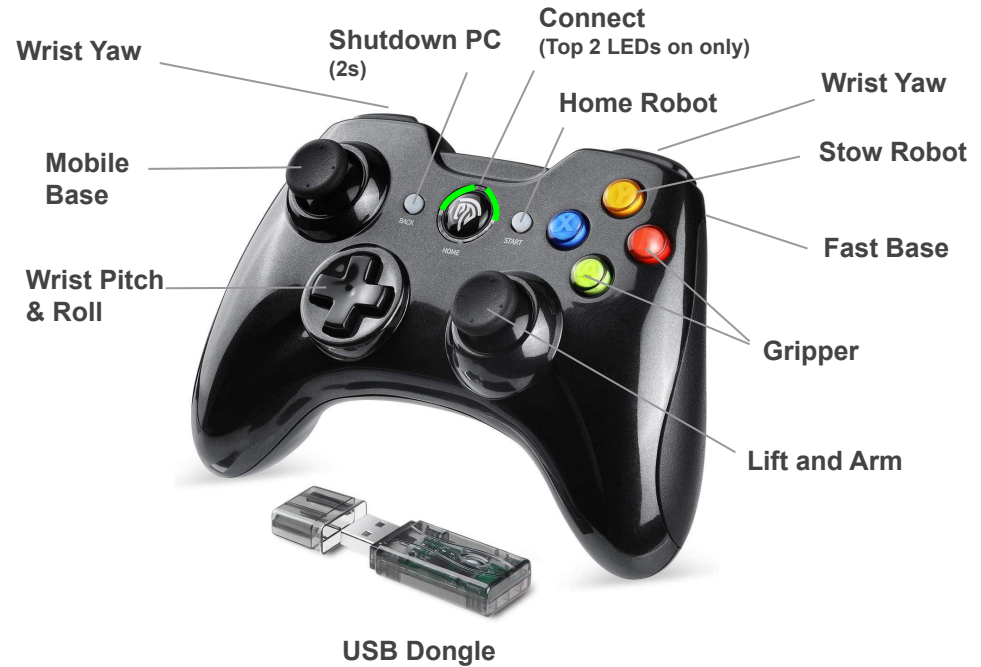 Connect
(Top 2 LEDs on only)
Shutdown PC
(2s)
Wrist Yaw
Home Robot
Wrist Yaw
Stow Robot
Mobile
Base
BACK
HOME
START
X
Y
B
A
Fast Base
Wrist Pitch
& Roll
Gripper
Lift and Arm
USB Dongle